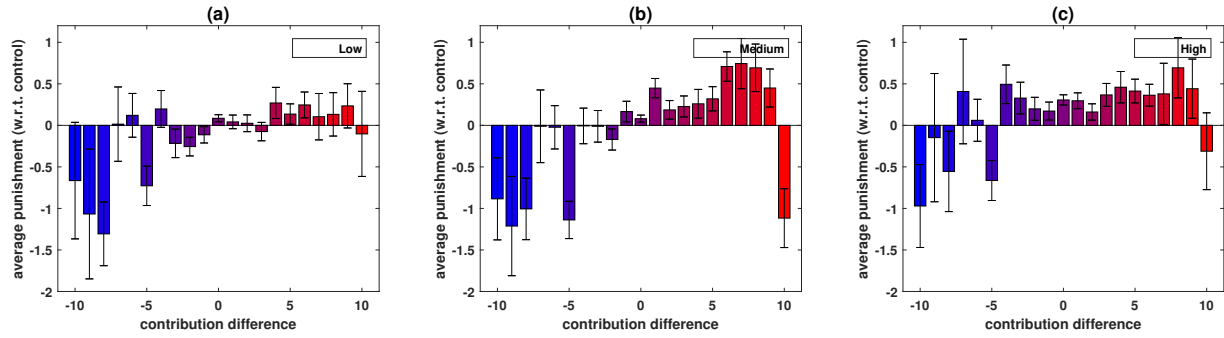 (a)
Low
1
0.5
0
-0.5
-1
-1.5
-2
average punishment (w.r.t. control)
-10 -5 0 5 10
contribution difference
(b)
Medium
1
0.5
0
-0.5
-1
-1.5
-2
average punishment (w.r.t. control)
-10 -5 0 5 10
contribution difference
(c)
High
1
0.5
0
-0.5
-1
-1.5
-2
average punishment (w.r.t. control)
-10 -5 0 5 10
contribution difference